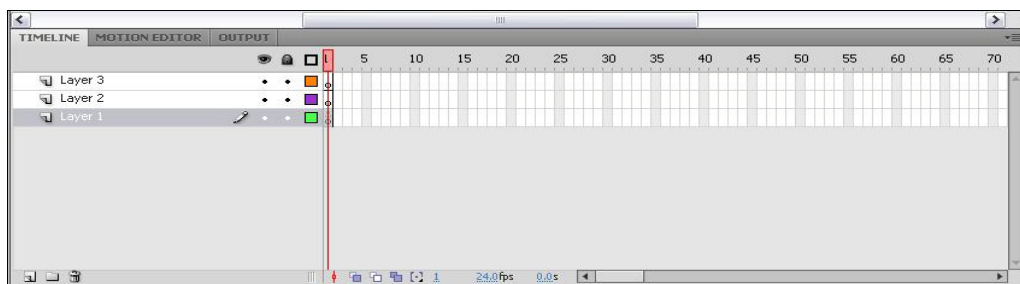 TIMELINE MOTION EDITOR OUTPUT
5 10 15 20 25 30 35 40 45 50 55 60 65 70
Layer 3
Layer 2
Layer 1
1 24.0fps 0.0s